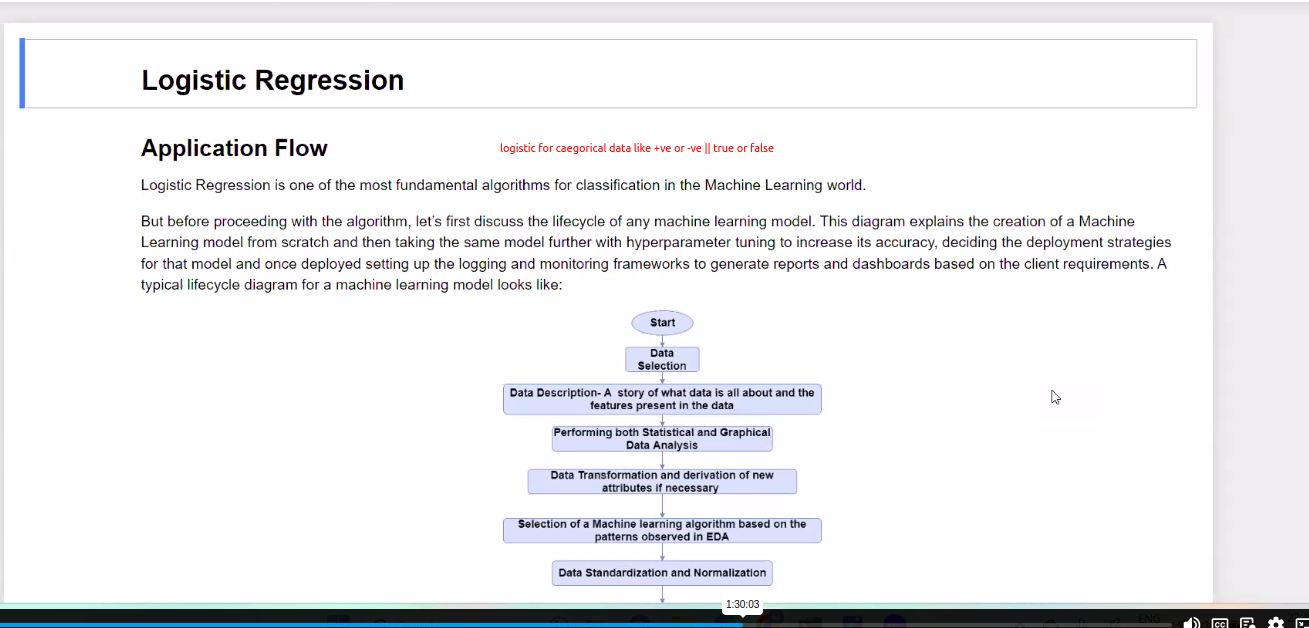 Logistic Regression
Application Flow
logistic for caegorical data like +ve or -ve || true or false
Logistic Regression is one of the most fundamental algorithms for classification in the Machine Learning world.
But before proceeding with the algorithm, let's first discuss the lifecycle of any machine learning model. This diagram explains the creation of a Machine
Learning model from scratch and then taking the same model further with hyperparameter tuning to increase its accuracy, deciding the deployment strategies
for that model and once deployed setting up the logging and monitoring frameworks to generate reports and dashboards based on the client requirements. A
typical lifecycle diagram for a machine learning model looks like:
Start
Data
Selection
Data Description- A story of what data is all about and the
features present in the data
Performing both Statistical and Graphical
Data Analysis
Data Transformation and derivation of new
attributes if necessary
Selection of a Machine learning algorithm based on the
patterns observed in EDA
Data Standardization and Normalization
1:30:03
ENG
CC